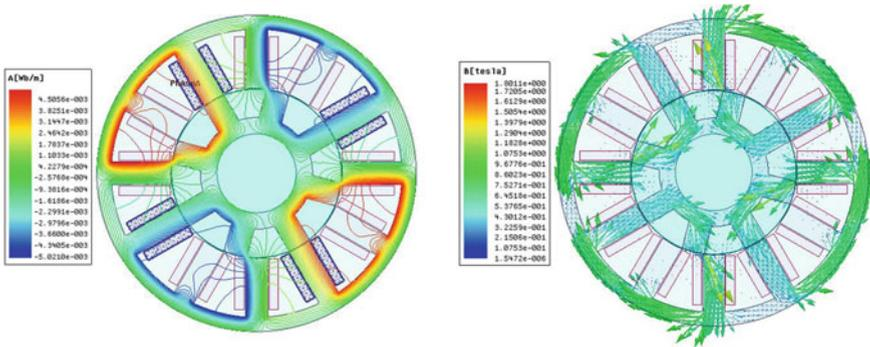 A[Wb/m]
4.5056e-003
3.8251e-003
3.1447e-003
2.4642e-003
1.7837e-003
1.1033e-003
4.2279e-004
-2.5768e-004
-9.3816e-004
-1.6186e-003
-2.2991e-003
-2.9796e-003
-3.6600e-003
-4.3405e-003
-5.0210e-003
PhaseA
B[tesla]
1.8011e+000
1.7205e+000
1.6129e+000
1.5054e+000
1.3979e+000
1.2904e+000
1.1828e+000
1.0753e+000
9.6776e-001
8.6023e-001
7.5271e-001
6.4518e-001
5.3765e-001
4.3012e-001
3.2259e-001
2.1506e-001
1.0753e-001
1.5472e-006